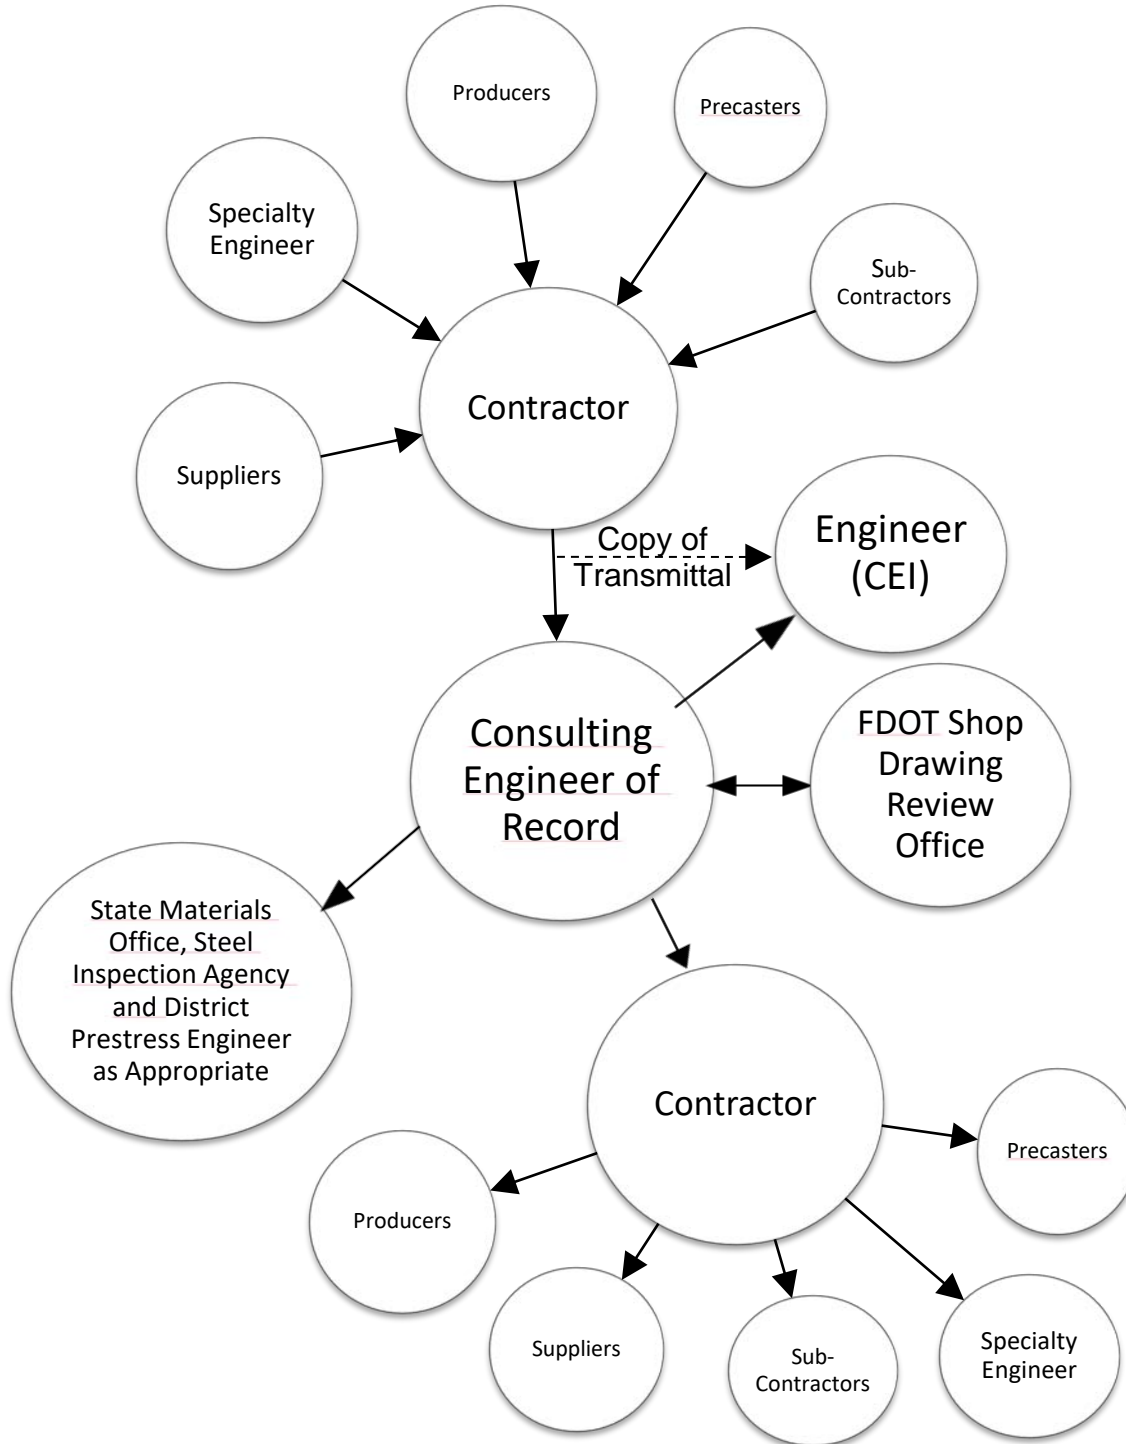 Producers
Precasters
Specialty
Engineer
Sub-
Contractors
Contractor
Suppliers
Copy of
Transmittal
Engineer
(CEI)
Consulting
Engineer of
Record
FDOT Shop
Drawing
Review
Office
State Materials
Office, Steel
Inspection Agency
and District
Prestress Engineer
as Appropriate
Contractor
Precasters
Producers
Suppliers
Sub-
Contractors
Specialty
Engineer